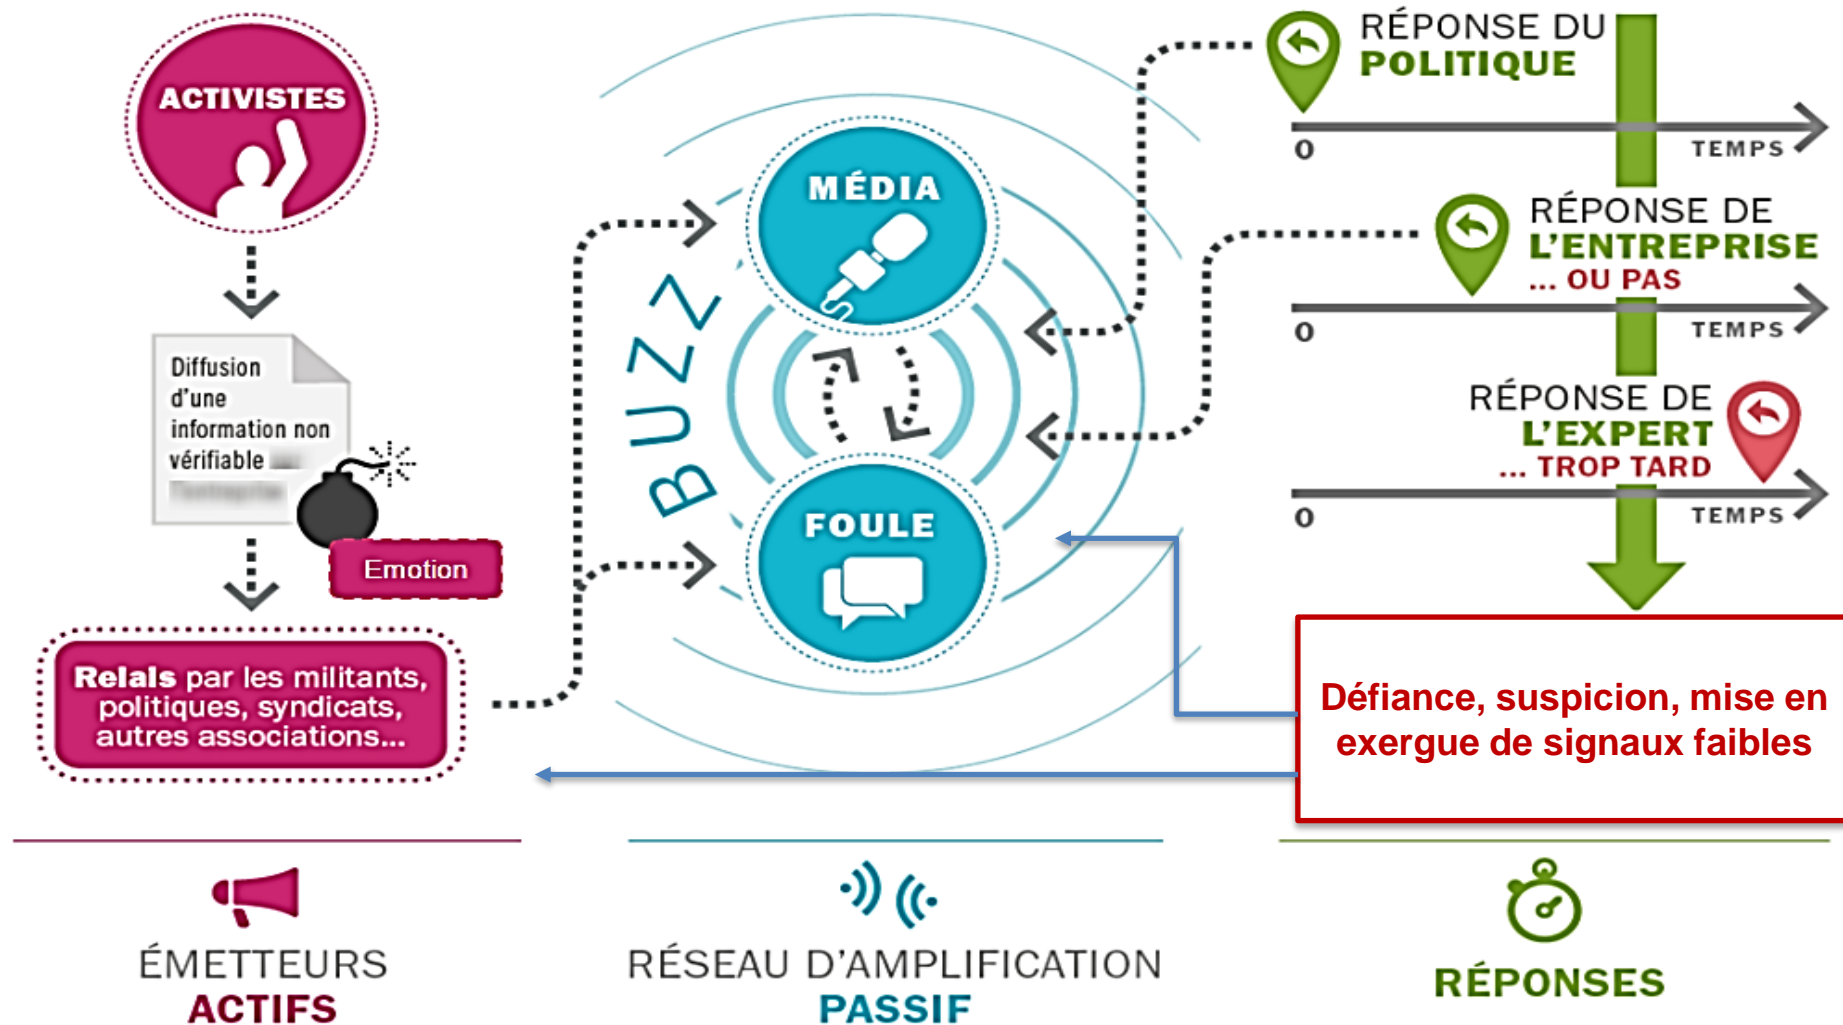 ACTIVISTES
Diffusion
d'une
information non
vérifiable
Emotion
Relais par les militants,
politiques, syndicats,
autres associations...
ÉMETTEURS
ACTIFS
BUZZ
MÉDIA
FOULE
RÉSEAU D'AMPLIFICATION
PASSIF
RÉPONSE DU
POLITIQUE
0
TEMPS
RÉPONSE DE
L'ENTREPRISE
... OU PAS
0
TEMPS
RÉPONSE DE
L'EXPERT
... TROP TARD
0
TEMPS
Défiance, suspicion, mise en
exergue de signaux faibles
RÉPONSES